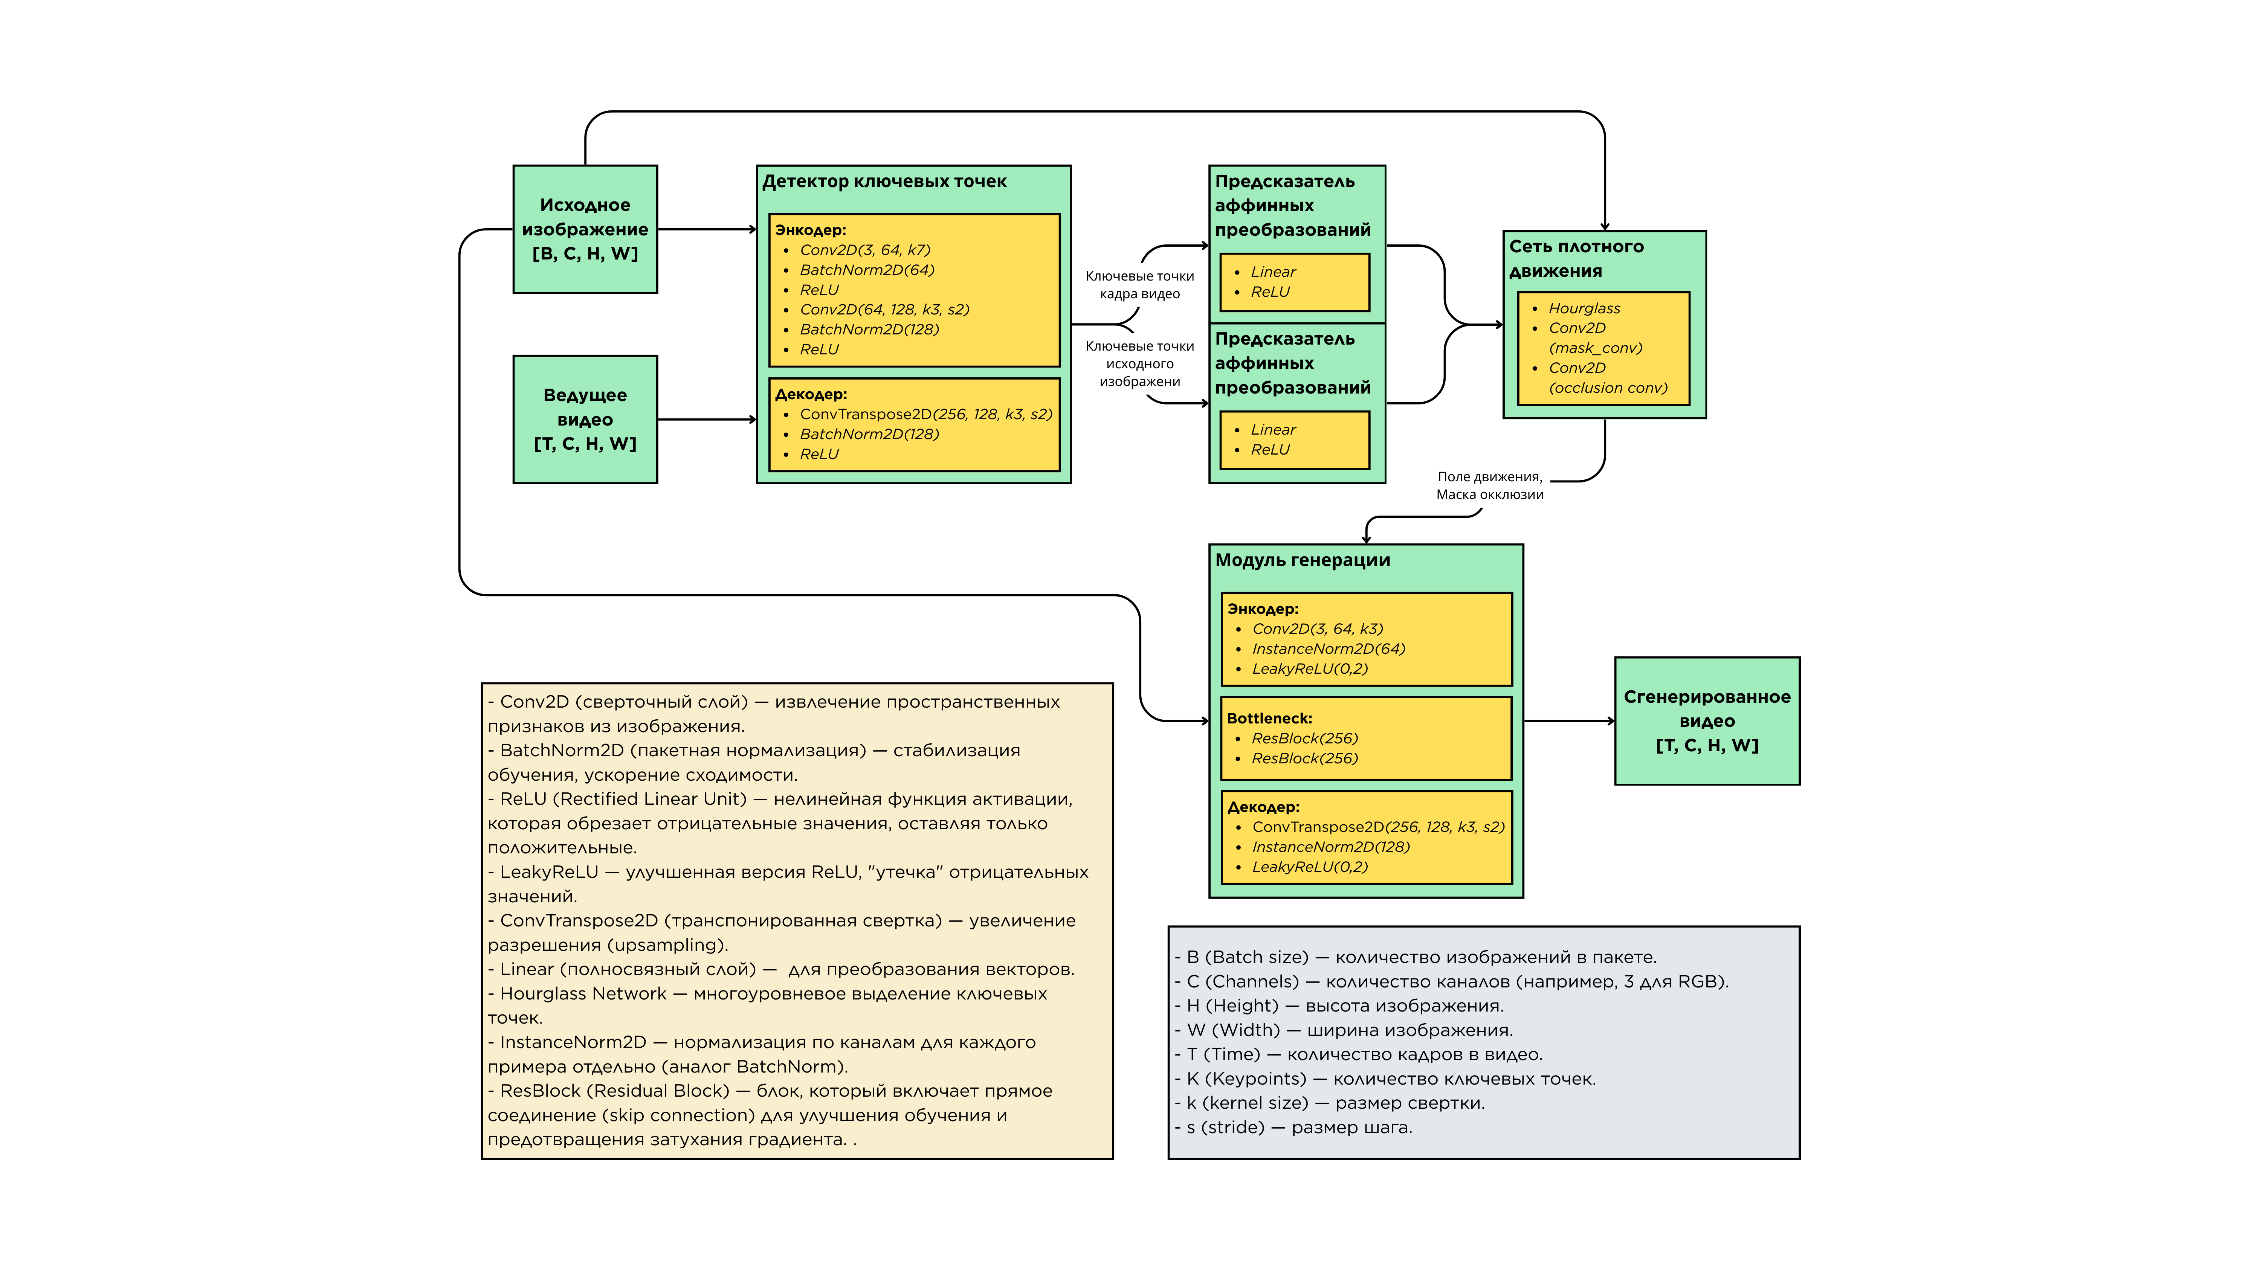 Исходное
изображение
[B, C, H, W]
Ведущее
видео
[T, C, H, W]
Детектор ключевых точек
Энкодер:
• Conv2D(3, 64, k7)
• BatchNorm2D(64)
• ReLU
• Conv2D(64, 128, k3, s2)
• BatchNorm2D(128)
• ReLU
Декодер:
• ConvTranspose2D(256, 128, k3, s2)
• BatchNorm2D(128)
• ReLU
Ключевые точки
кадра видео
Ключевые точки
исходного
изображени
Предсказатель
аффинных
преобразований
• Linear
• ReLU
Предсказатель
аффинных
преобразований
• Linear
• ReLU
Сеть плотного
движения
• Hourglass
• Conv2D
(mask_conv)
• Conv2D
(occlusion conv)
Поле движения,
Маска окклюзии
Модуль генерации
Энкодер:
• Conv2D(3, 64, k3)
• InstanceNorm2D(64)
• LeakyReLU(0,2)
Bottleneck:
• ResBlock(256)
• ResBlock(256)
Декодер:
• ConvTranspose2D(256, 128, k3, s2)
• InstanceNorm2D(128)
• LeakyReLU(0,2)
Сгенерированное
видео
[T, C, H, W]
- Conv2D (сверточный слой) — извлечение пространственных
признаков из изображения.
- BatchNorm2D (пакетная нормализация) — стабилизация
обучения, ускорение сходимости.
- ReLU (Rectified Linear Unit) — нелинейная функция активации,
которая обрезает отрицательные значения, оставляя только
положительные.
- LeakyReLU — улучшенная версия ReLU, "утечка" отрицательных
значений.
- ConvTranspose2D (транспонированная свертка) — увеличение
разрешения (upsampling).
- Linear (полносвязный слой) —  для преобразования векторов.
- Hourglass Network — многоуровневое выделение ключевых
точек.
- InstanceNorm2D — нормализация по каналам для каждого
примера отдельно (аналог BatchNorm).
- ResBlock (Residual Block) — блок, который включает прямое
соединение (skip connection) для улучшения обучения и
предотвращения затухания градиента. .
- B (Batch size) — количество изображений в пакете.
- C (Channels) — количество каналов (например, 3 для RGB).
- H (Height) — высота изображения.
- W (Width) — ширина изображения.
- T (Time) — количество кадров в видео.
- K (Keypoints) — количество ключевых точек.
- k (kernel size) — размер свертки.
- s (stride) — размер шага.